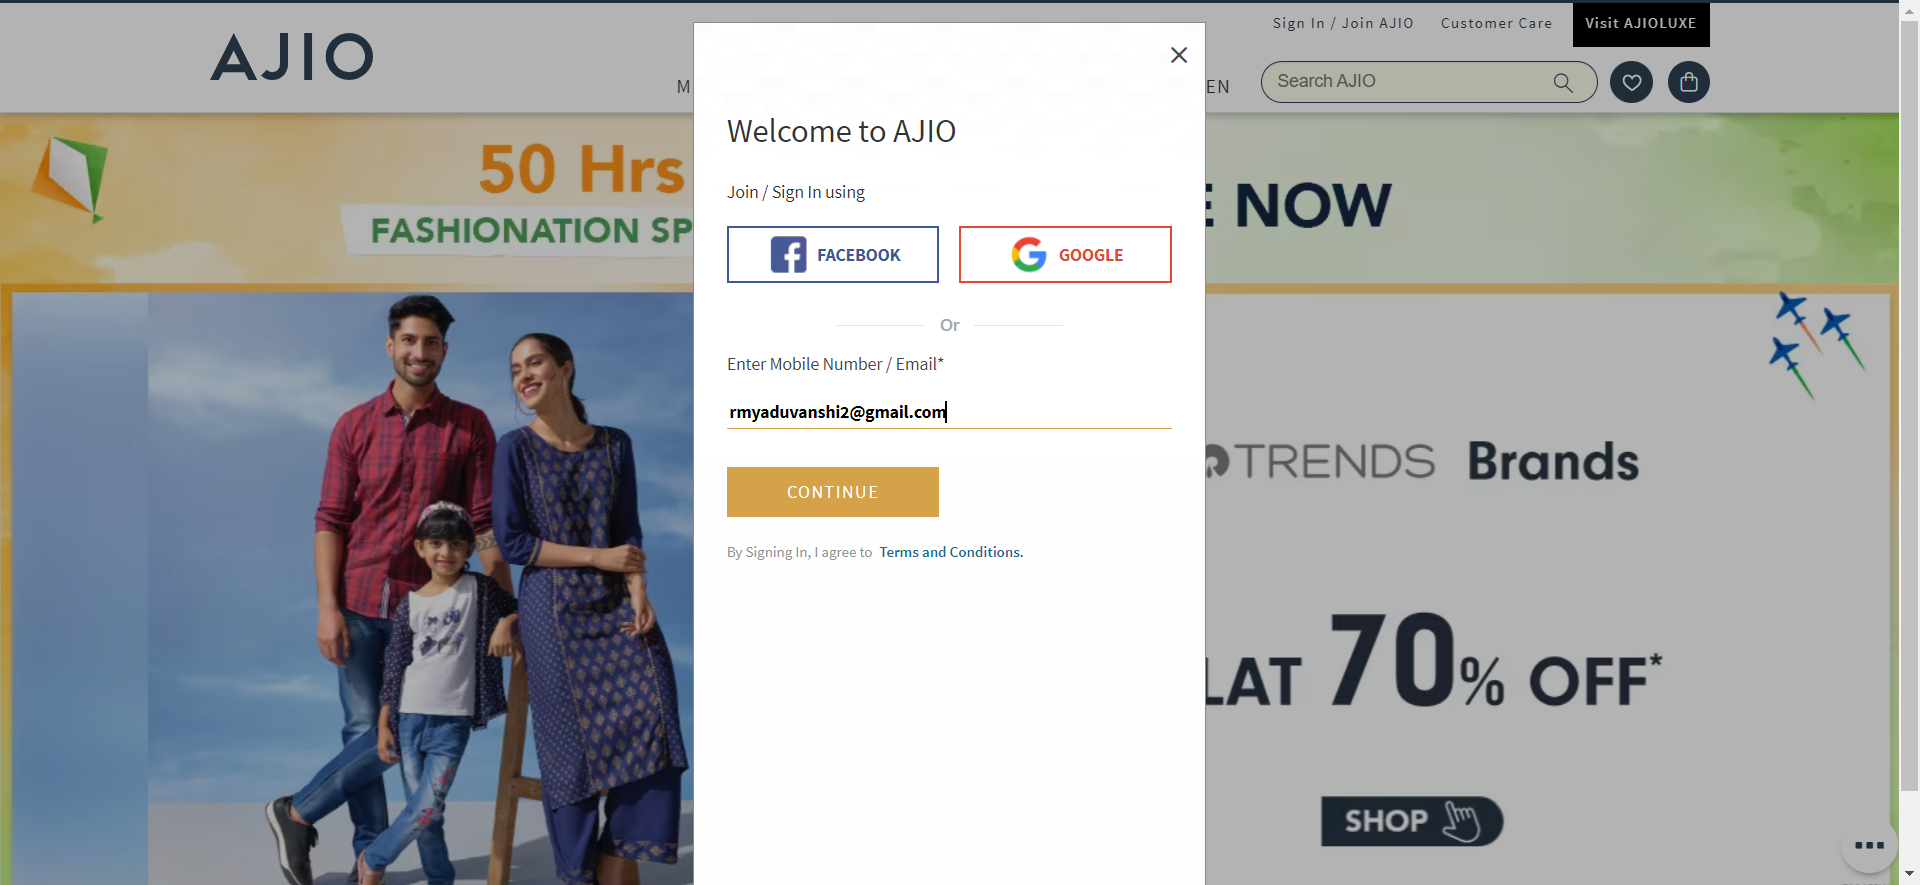 Sign In / Join AJIO Customer Care Visit AJIOLUXE
AJIO
M
EN
Search AJIO
Welcome to AJIO
Join / Sign In using
FACEBOOK
GOOGLE
Or
Enter Mobile Number / Email*
rmyaduvanshi2@gmail.com
CONTINUE
By Signing In, I agree to Terms and Conditions.
50 Hrs
FASHIONATION SP
E NOW
TRENDS Brands
LAT 70% OFF*
SHOP